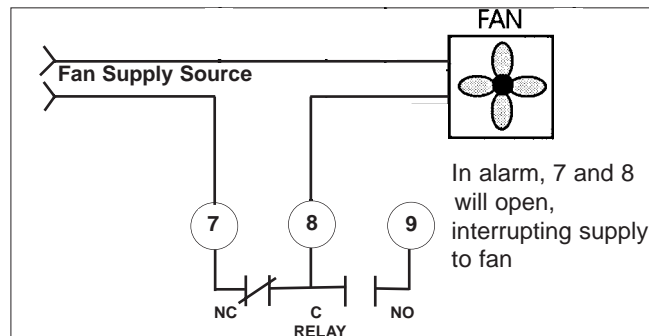 FAN
Fan Supply Source
In alarm, 7 and 8
will open,
interrupting supply
to fan
7 8 9
NC C NO
RELAY